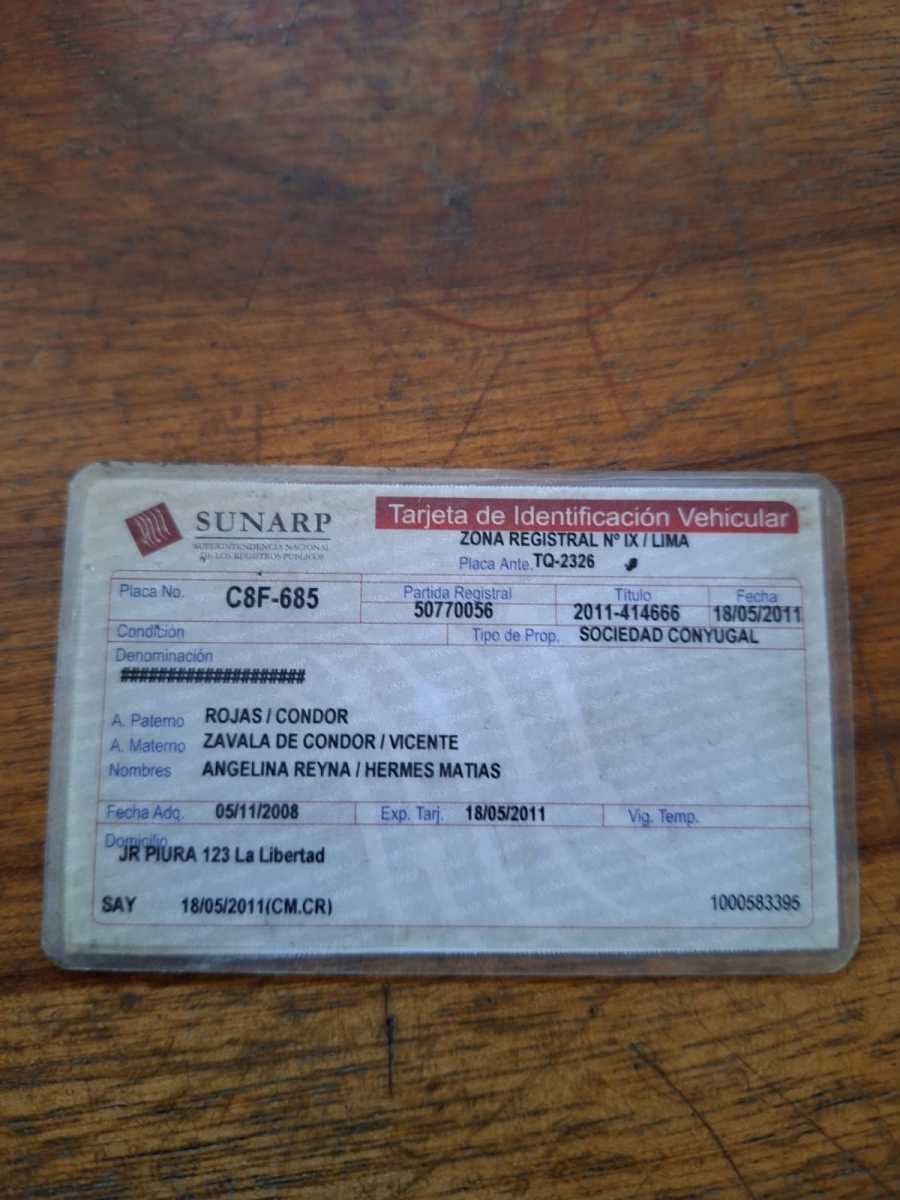 SUNARP
SUPERINTENDENCIA NACIONAL
DE LOS REGISTROS PUBLICOS
Tarjeta de Identificación Vehicular
ZONA REGISTRAL Nº IX / LIMA
Placa Ante. TQ-2326
Placa No. C8F-685
Partida Registral 50770056
Título 2011-414666
Fecha 18/05/2011
Condición
Tipo de Prop. SOCIEDAD CONYUGAL
Denominación
####################
A. Paterno ROJAS / CONDOR
A. Materno ZAVALA DE CONDOR / VICENTE
Nombres ANGELINA REYNA / HERMES MATIAS
Fecha Adq. 05/11/2008 Exp. Tarj. 18/05/2011 Vig. Temp.
Domicilio
JR PIURA 123 La Libertad
SAY 18/05/2011(CM.CR) 1000583395